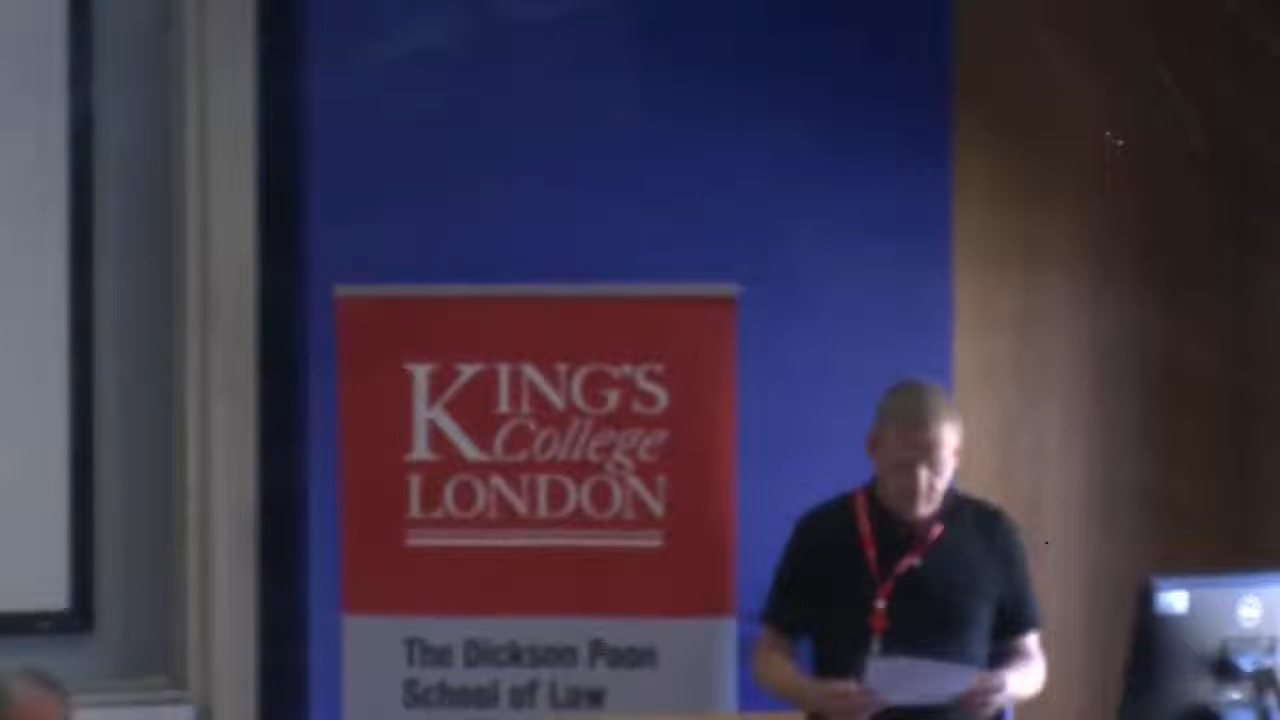 KING'S
College
LONDON
The Dickson Poon
School of Law